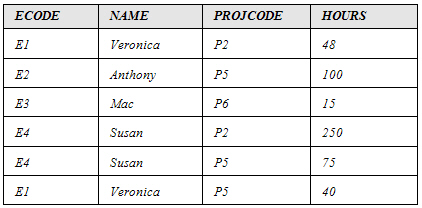 ECODE NAME PROJCODE HOURS
E1 Veronica P2 48
E2 Anthony P5 100
E3 Mac P6 15
E4 Susan P2 250
E4 Susan P5 75
E1 Veronica P5 40